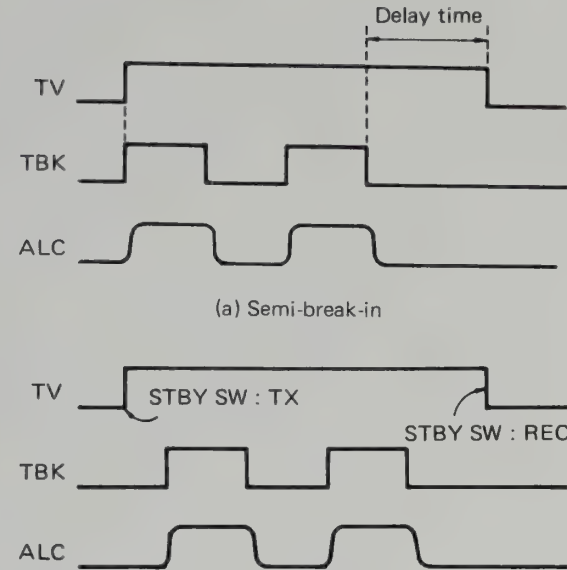 Delay time
TV
TBK
ALC
(a) Semi-break-in
TV
STBY SW : TX
STBY SW : REC
TBK
ALC